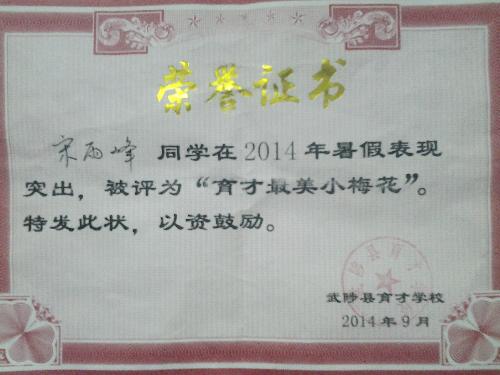 荣誉证书
宋雨峰 同学在2014年暑假表现
突出，被评为“育才最美小梅花”。
特发此状，以资鼓励。
武陟县育才学校
2014年9月